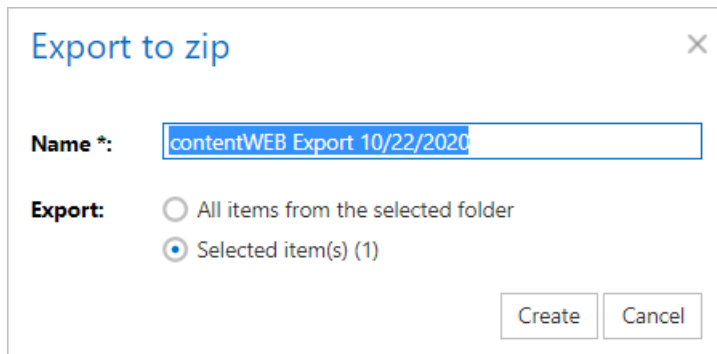 Export to zip
Name *: contentWEB Export 10/22/2020
Export: All items from the selected folder
Selected item(s) (1)
Create Cancel